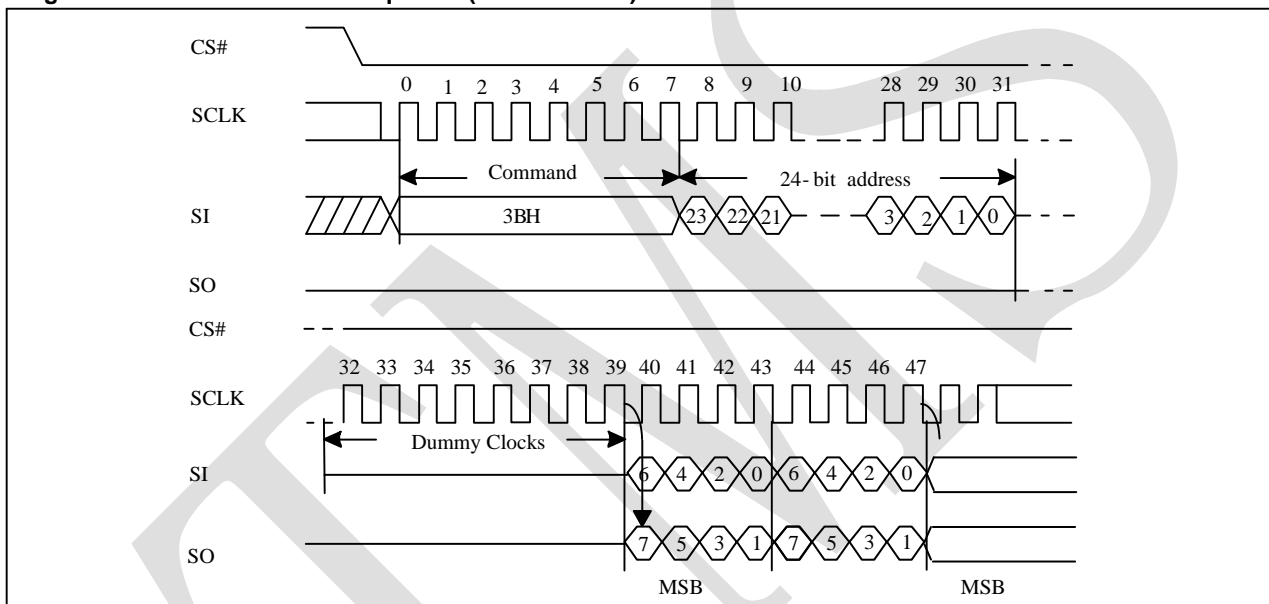 CS#
0 1 2 3 4 5 6 7 8 9 10 28 29 30 31
SCLK
Command 24-bit address
SI 3BH 23 22 21 3 2 1 0
SO
CS#
32 33 34 35 36 37 38 39 40 41 42 43 44 45 46 47
SCLK
Dummy Clocks
SI 6 4 2 0 6 4 2 0
SO 7 5 3 1 7 5 3 1
MSB MSB